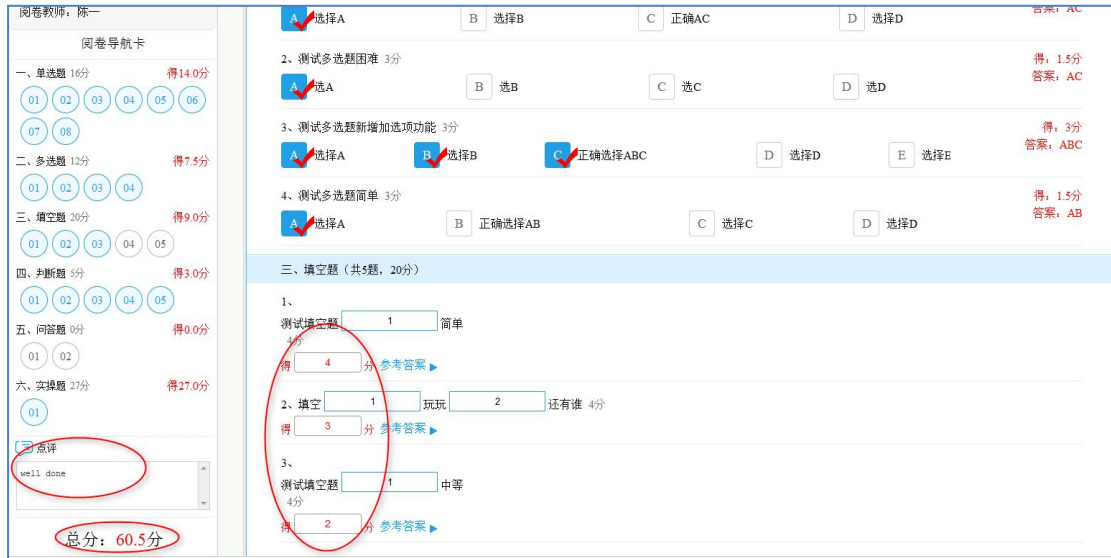 阅卷教师：陈一
阅卷导航卡
一、单选题 16分 得14.0分
01 02 03 04 05 06
07 08
二、多选题 12分 得7.5分
01 02 03 04
三、填空题 20分 得9.0分
01 02 03 04 05
四、判断题 5分 得3.0分
01 02 03 04 05
五、问答题 0分 得0.0分
01 02
六、实操题 27分 得27.0分
01
点评
well done
总分：60.5分
答案：AC
A 选择A B 选择B C 正确AC D 选择D
2、测试多选题困难 3分 得：1.5分
答案：AC
A 选A B 选B C 选C D 选D
3、测试多选题新增加选项功能 3分 得：3分
答案：ABC
A 选择A B 选择B C 正确选择ABC D 选择D E 选择E
4、测试多选题简单 3分 得：1.5分
答案：AB
A 选择A B 正确选择AB C 选择C D 选择D
三、填空题（共5题，20分）
1、
测试填空题 1 简单
4分
得 4 分 参考答案
2、填空 1 玩玩 2 还有谁 4分
得 3 分 参考答案
3、
测试填空题 1 中等
4分
得 2 分 参考答案